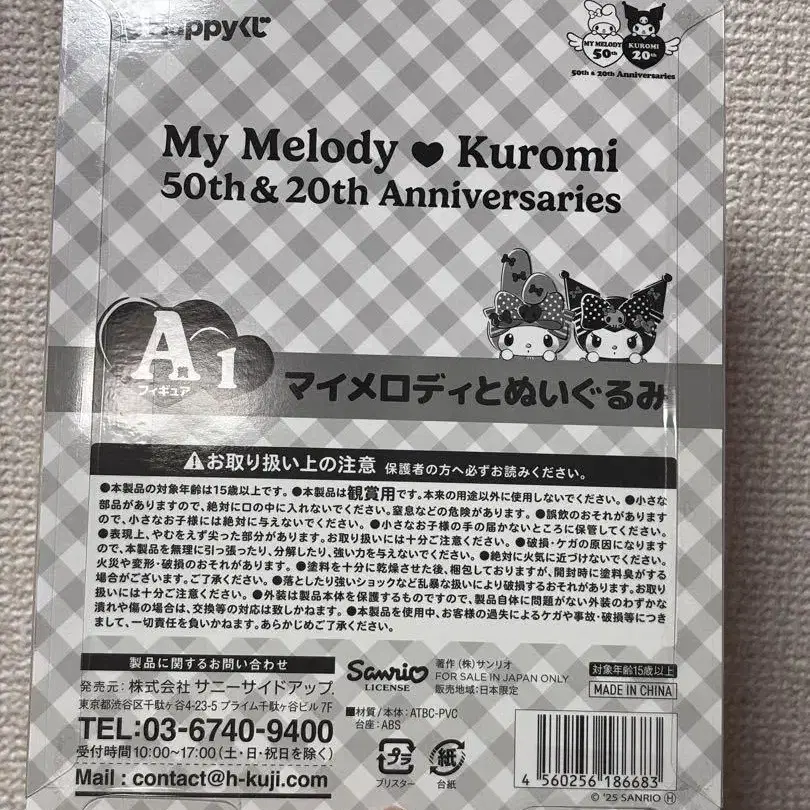 Happyくじ
MY MELODY 50th KUROMI 20th
50th & 20th Anniversaries
My Melody ♥ Kuromi
50th & 20th Anniversaries
A 1
フィギュア
マイメロディとぬいぐるみ
⚠お取り扱い上の注意 保護者の方へ必ずお読みください。
●本製品の対象年齢は15歳以上です。●本製品は観賞用です。本来の用途以外に使用しないでください。●小さな
部品がありますので、絶対に口の中に入れないでください。窒息などの危険があります。●誤飲のおそれがあります
ので、小さなお子様には絶対に与えないでください。●小さなお子様の手の届かないところに保管してください。
●表現上、やむをえず尖った部分があります。お取り扱いには十分ご注意ください。●破損・ケガの原因になります
ので、本製品を無理に引っ張ったり、分解したり、強い力を与えないでください。●絶対に火気に近づけないでください。
火災や変形・破損のおそれがあります。●塗料を十分に乾燥させた後、梱包しておりますが、開封時に塗料臭がする
場合がございます。ご了承ください。●落としたり強いショックなど乱暴な扱いにより破損するおそれがあります。お取り
扱いには十分ご注意ください。●外装は製品本体を保護するものですので、製品自体に問題がない外装のわずかな
潰れや傷の場合は、交換等の対応は致しかねます。●本製品を使用中、お客様の過失によるケガや事故・破損等につき
まして、一切責任を負いかねます。あらかじめご了承ください。
製品に関するお問い合わせ
発売元:株式会社 サニーサイドアップ
東京都渋谷区千駄ヶ谷4-23-5 プライム千駄ヶ谷ビル 7F
TEL:03-6740-9400
受付時間10:00~17:00(土・日・祝日を除く)
Mail : contact@h-kuji.com
Sanrio
LICENSE
著作 (株)サンリオ
FOR SALE IN JAPAN ONLY
販売地域:日本限定
■材質/本体:ATBC-PVC
台座:ABS
プラ
ブリスター
紙
台紙
対象年齢15歳以上
MADE IN CHINA
4 560256 186683
© '25 SANRIO Ⓗ